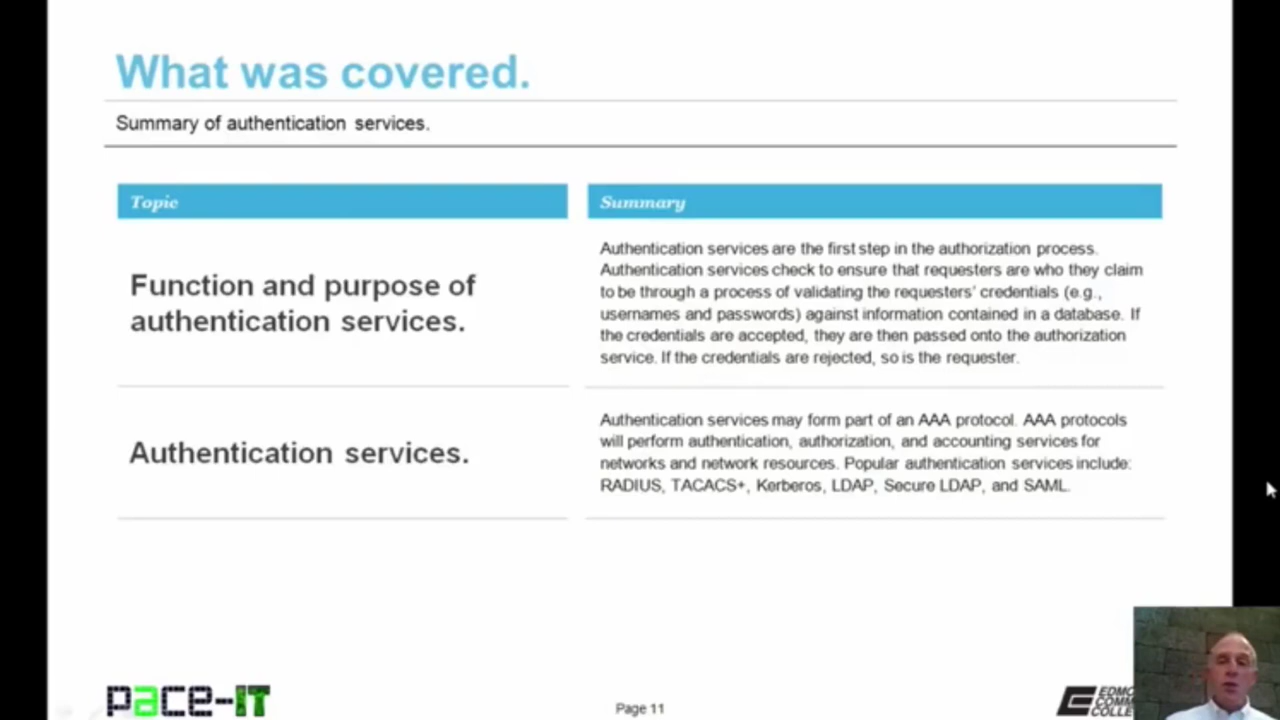 What was covered.
Summary of authentication services.
Topic
Summary
Function and purpose of
authentication services.
Authentication services are the first step in the authorization process.
Authentication services check to ensure that requesters are who they claim
to be through a process of validating the requesters' credentials (e.g.,
usernames and passwords) against information contained in a database. If
the credentials are accepted, they are then passed onto the authorization
service. If the credentials are rejected, so is the requester.
Authentication services.
Authentication services may form part of an AAA protocol. AAA protocols
will perform authentication, authorization, and accounting services for
networks and network resources. Popular authentication services include:
RADIUS, TACACS+, Kerberos, LDAP, Secure LDAP, and SAML.
pace-IT
Page 11